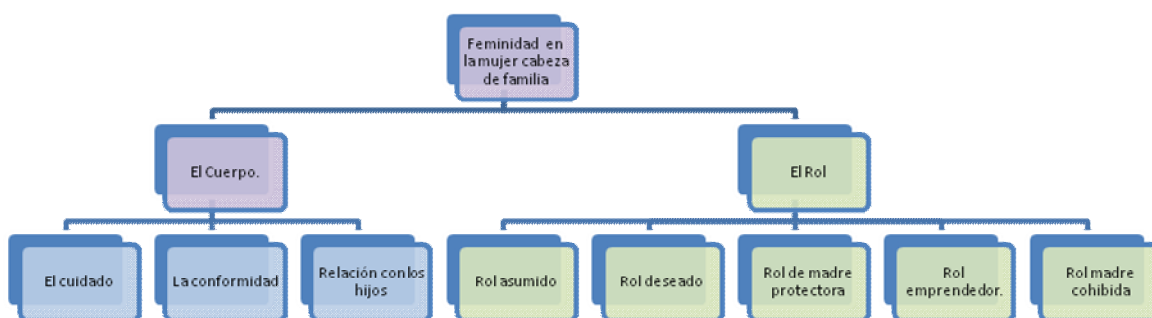 Feminidad en
la mujer cabeza
de familia
El Cuerpo.
El Rol
El cuidado
La conformidad
Relación con los
hijos
Rol asumido
Rol deseado
Rol de madre
protectora
Rol
emprendedor.
Rol madre
cohibida